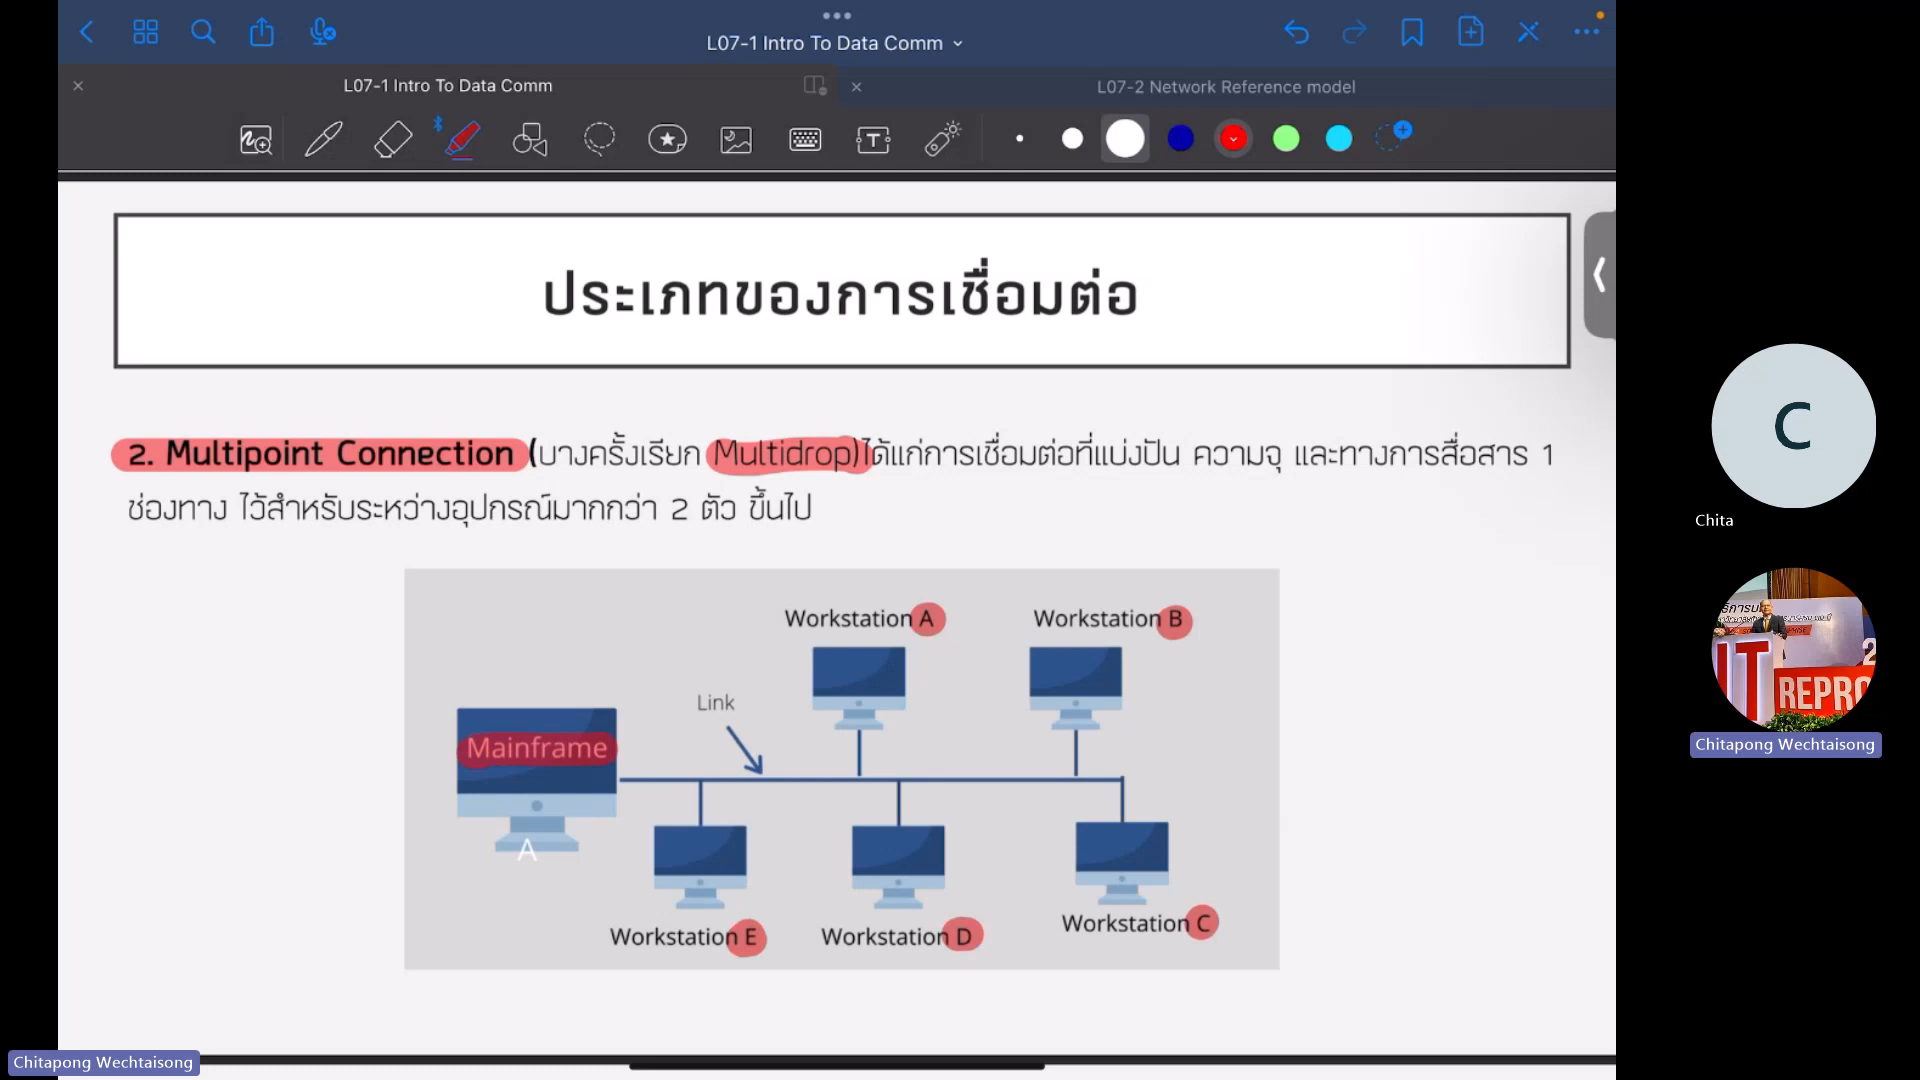 L07-1 Intro To Data Comm
L07-1 Intro To Data Comm
L07-2 Network Reference model
ประเภทของการเชื่อมต่อ
2. Multipoint Connection (บางครั้งเรียก Multidrop)ได้แก่การเชื่อมต่อที่แบ่งปัน ความจุ และทางการสื่อสาร 1
ช่องทาง ไว้สำหรับระหว่างอุปกรณ์มากกว่า 2 ตัว ขึ้นไป
Workstation A
Workstation B
Link
Mainframe
A
Workstation E
Workstation D
Workstation C
C
Chita
IT
REPRO
Chitapong Wechtaisong
Chitapong Wechtaisong